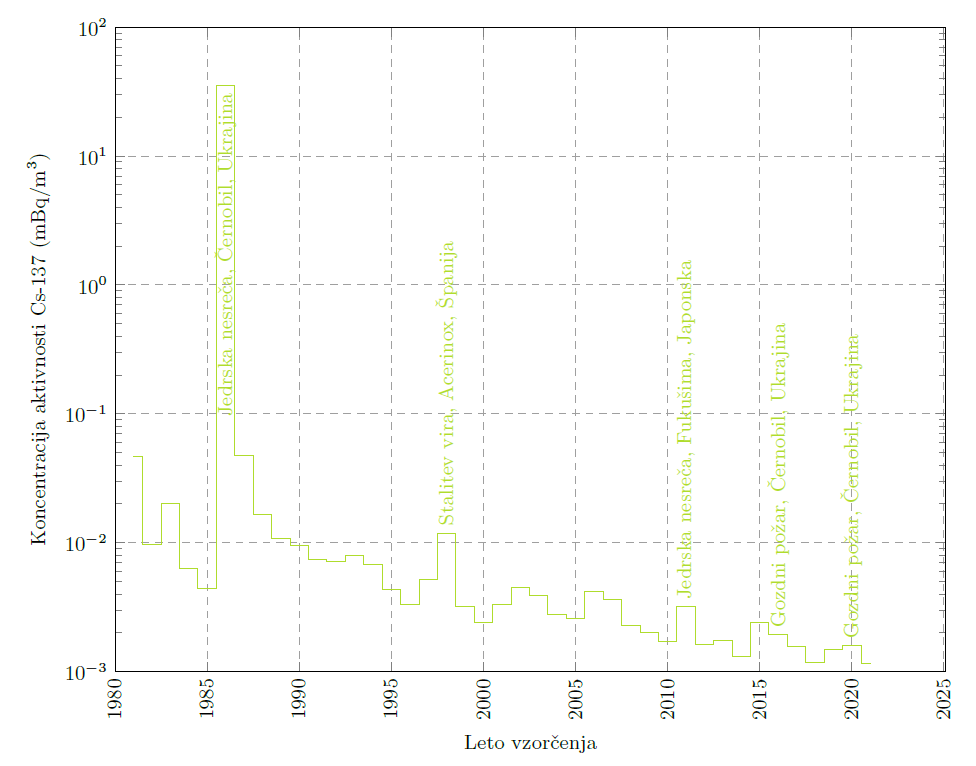 10²
10¹
10⁰
10⁻¹
10⁻²
10⁻³
Koncentracija aktivnosti Cs-137 (mBq/m³)
Jedrska nesreča, Černobil, Ukrajina
Stalitev vira, Acerinox, Španija
Jedrska nesreča, Fukušima, Japonska
Gozdni požar, Černobil, Ukrajina
Gozdni požar, Černobil, Ukrajina
1980
1985
1990
1995
2000
2005
2010
2015
2020
2025
Leto vzorčenja